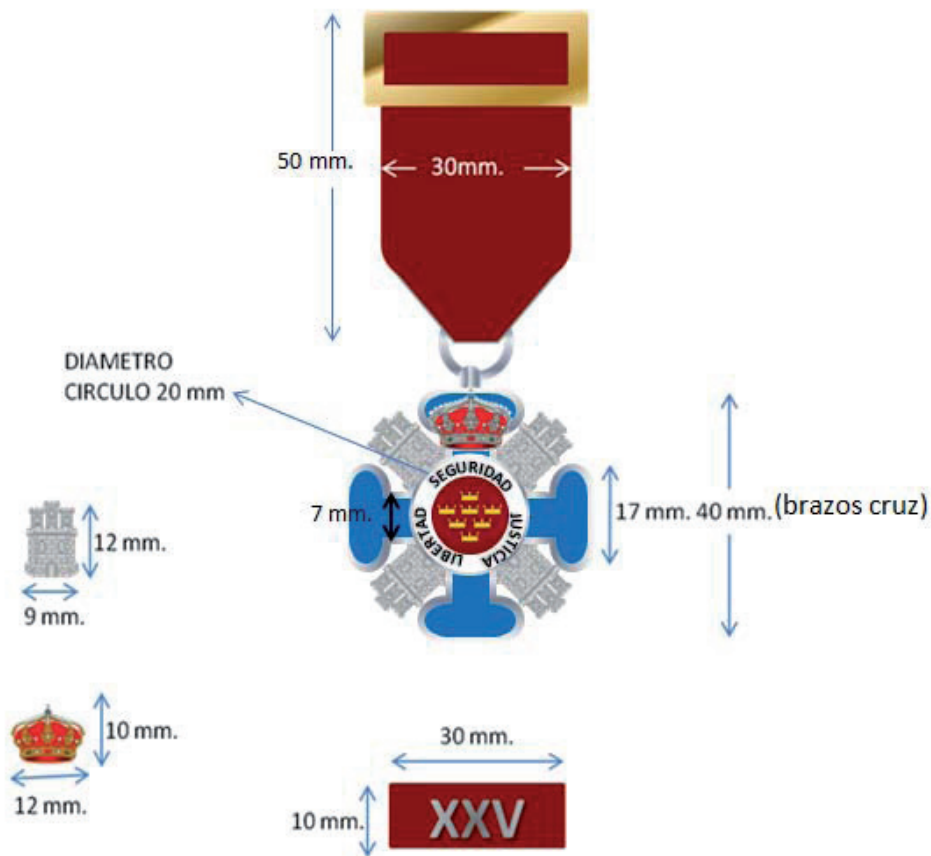 50 mm.
30mm.
DIAMETRO
CIRCULO 20 mm
SEGURIDAD
JUSTICIA
LIBERTAD
7 mm.
17 mm. 40 mm. (brazos cruz)
12 mm.
9 mm.
10 mm.
12 mm.
30 mm.
10 mm.
XXV